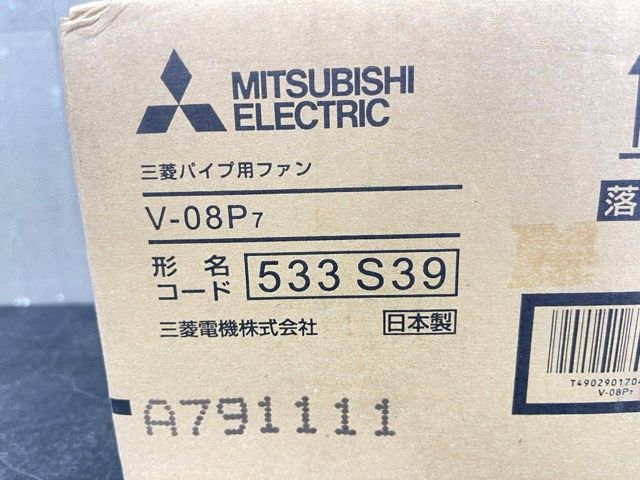 MITSUBISHI
ELECTRIC
三菱パイプ用ファン
V-08P7
形名
コード
533 S39
三菱電機株式会社
日本製
A791111
落
T4902901704
V-08P7